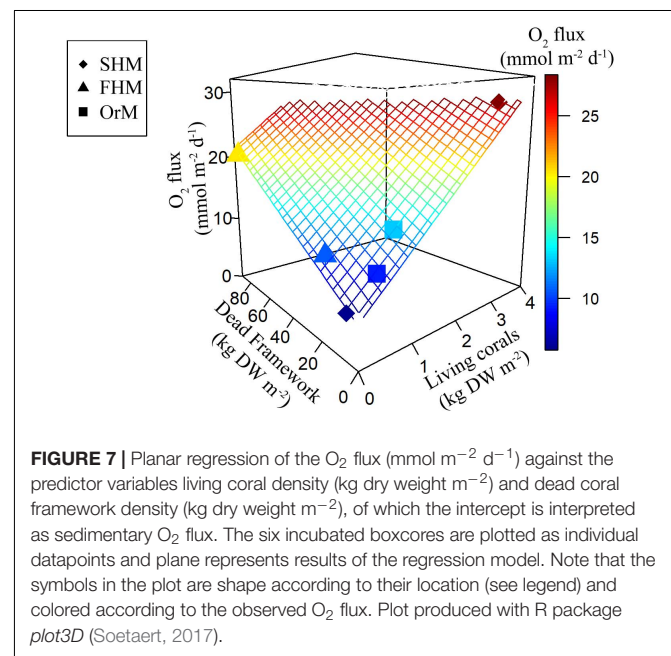 SHM
FHM
OrM
O2 flux
(mmol m-2 d-1)
30
20
10
0
O2 flux
(mmol m-2 d-1)
80
60
40
20
0
Dead Framework
(kg DW m-2)
0
1
2
3
4
Living corals
(kg DW m-2)
25
20
15
10
FIGURE 7 | Planar regression of the O2 flux (mmol m−2 d−1) against the
predictor variables living coral density (kg dry weight m−2) and dead coral
framework density (kg dry weight m−2), of which the intercept is interpreted
as sedimentary O2 flux. The six incubated boxcores are plotted as individual
datapoints and plane represents results of the regression model. Note that the
symbols in the plot are shape according to their location (see legend) and
colored according to the observed O2 flux. Plot produced with R package
plot3D (Soetaert, 2017).